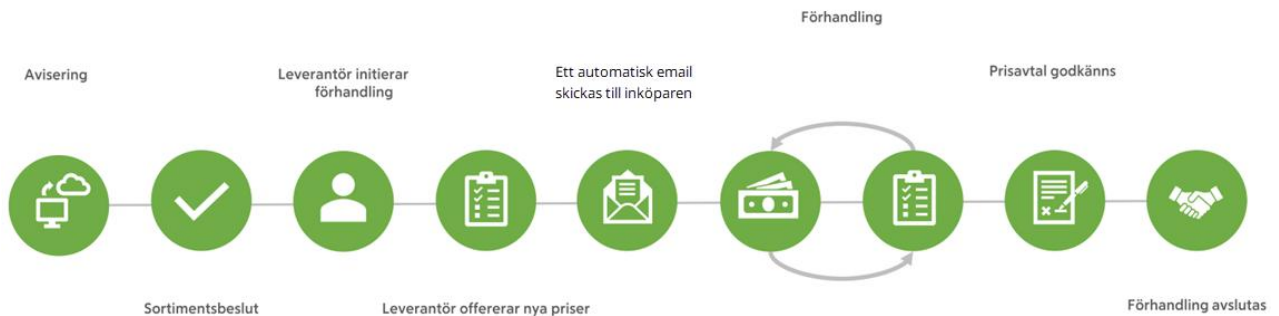 Avisering
Sortimentsbeslut
Leverantör initierar
förhandling
Leverantör offererar nya priser
Ett automatisk email
skickas till inköparen
Förhandling
Prisavtal godkänns
Förhandling avslutas